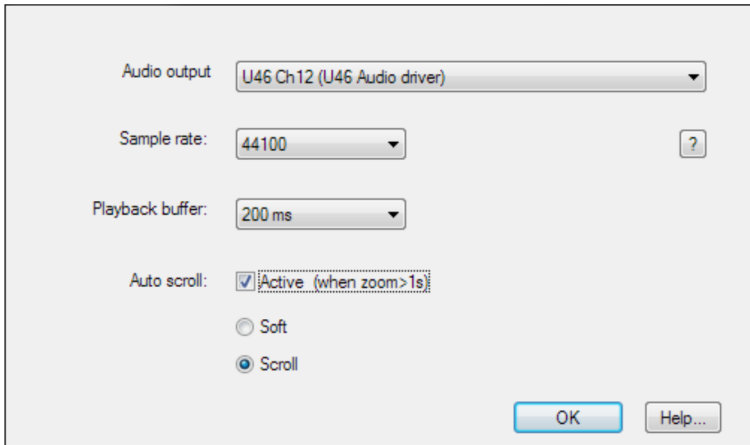 Audio output U46 Ch12 (U46 Audio driver)
Sample rate: 44100 ?
Playback buffer: 200 ms
Auto scroll: Active (when zoom>1s)
Soft
Scroll
OK Help...